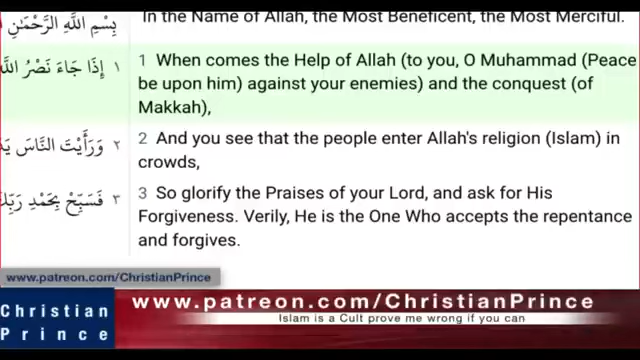 بِسْمِ اللَّهِ الرَّحْمَٰنِ
In the Name of Allah, the Most Beneficent, the Most Merciful.
١ إِذَا جَاءَ نَصْرُ
1 When comes the Help of Allah (to you, O Muhammad (Peace
be upon him) against your enemies) and the conquest (of
Makkah),
٢ وَرَأَيْتَ النَّاسَ
2 And you see that the people enter Allah's religion (Islam) in
crowds,
٣ فَسَبِّحْ بِحَمْدِ رَبِّكَ
3 So glorify the Praises of your Lord, and ask for His
Forgiveness. Verily, He is the One Who accepts the repentance
and forgives.
www.patreon.com/ChristianPrince
Christian
Prince
www.patreon.com/ChristianPrince
Islam is a Cult prove me wrong if you can